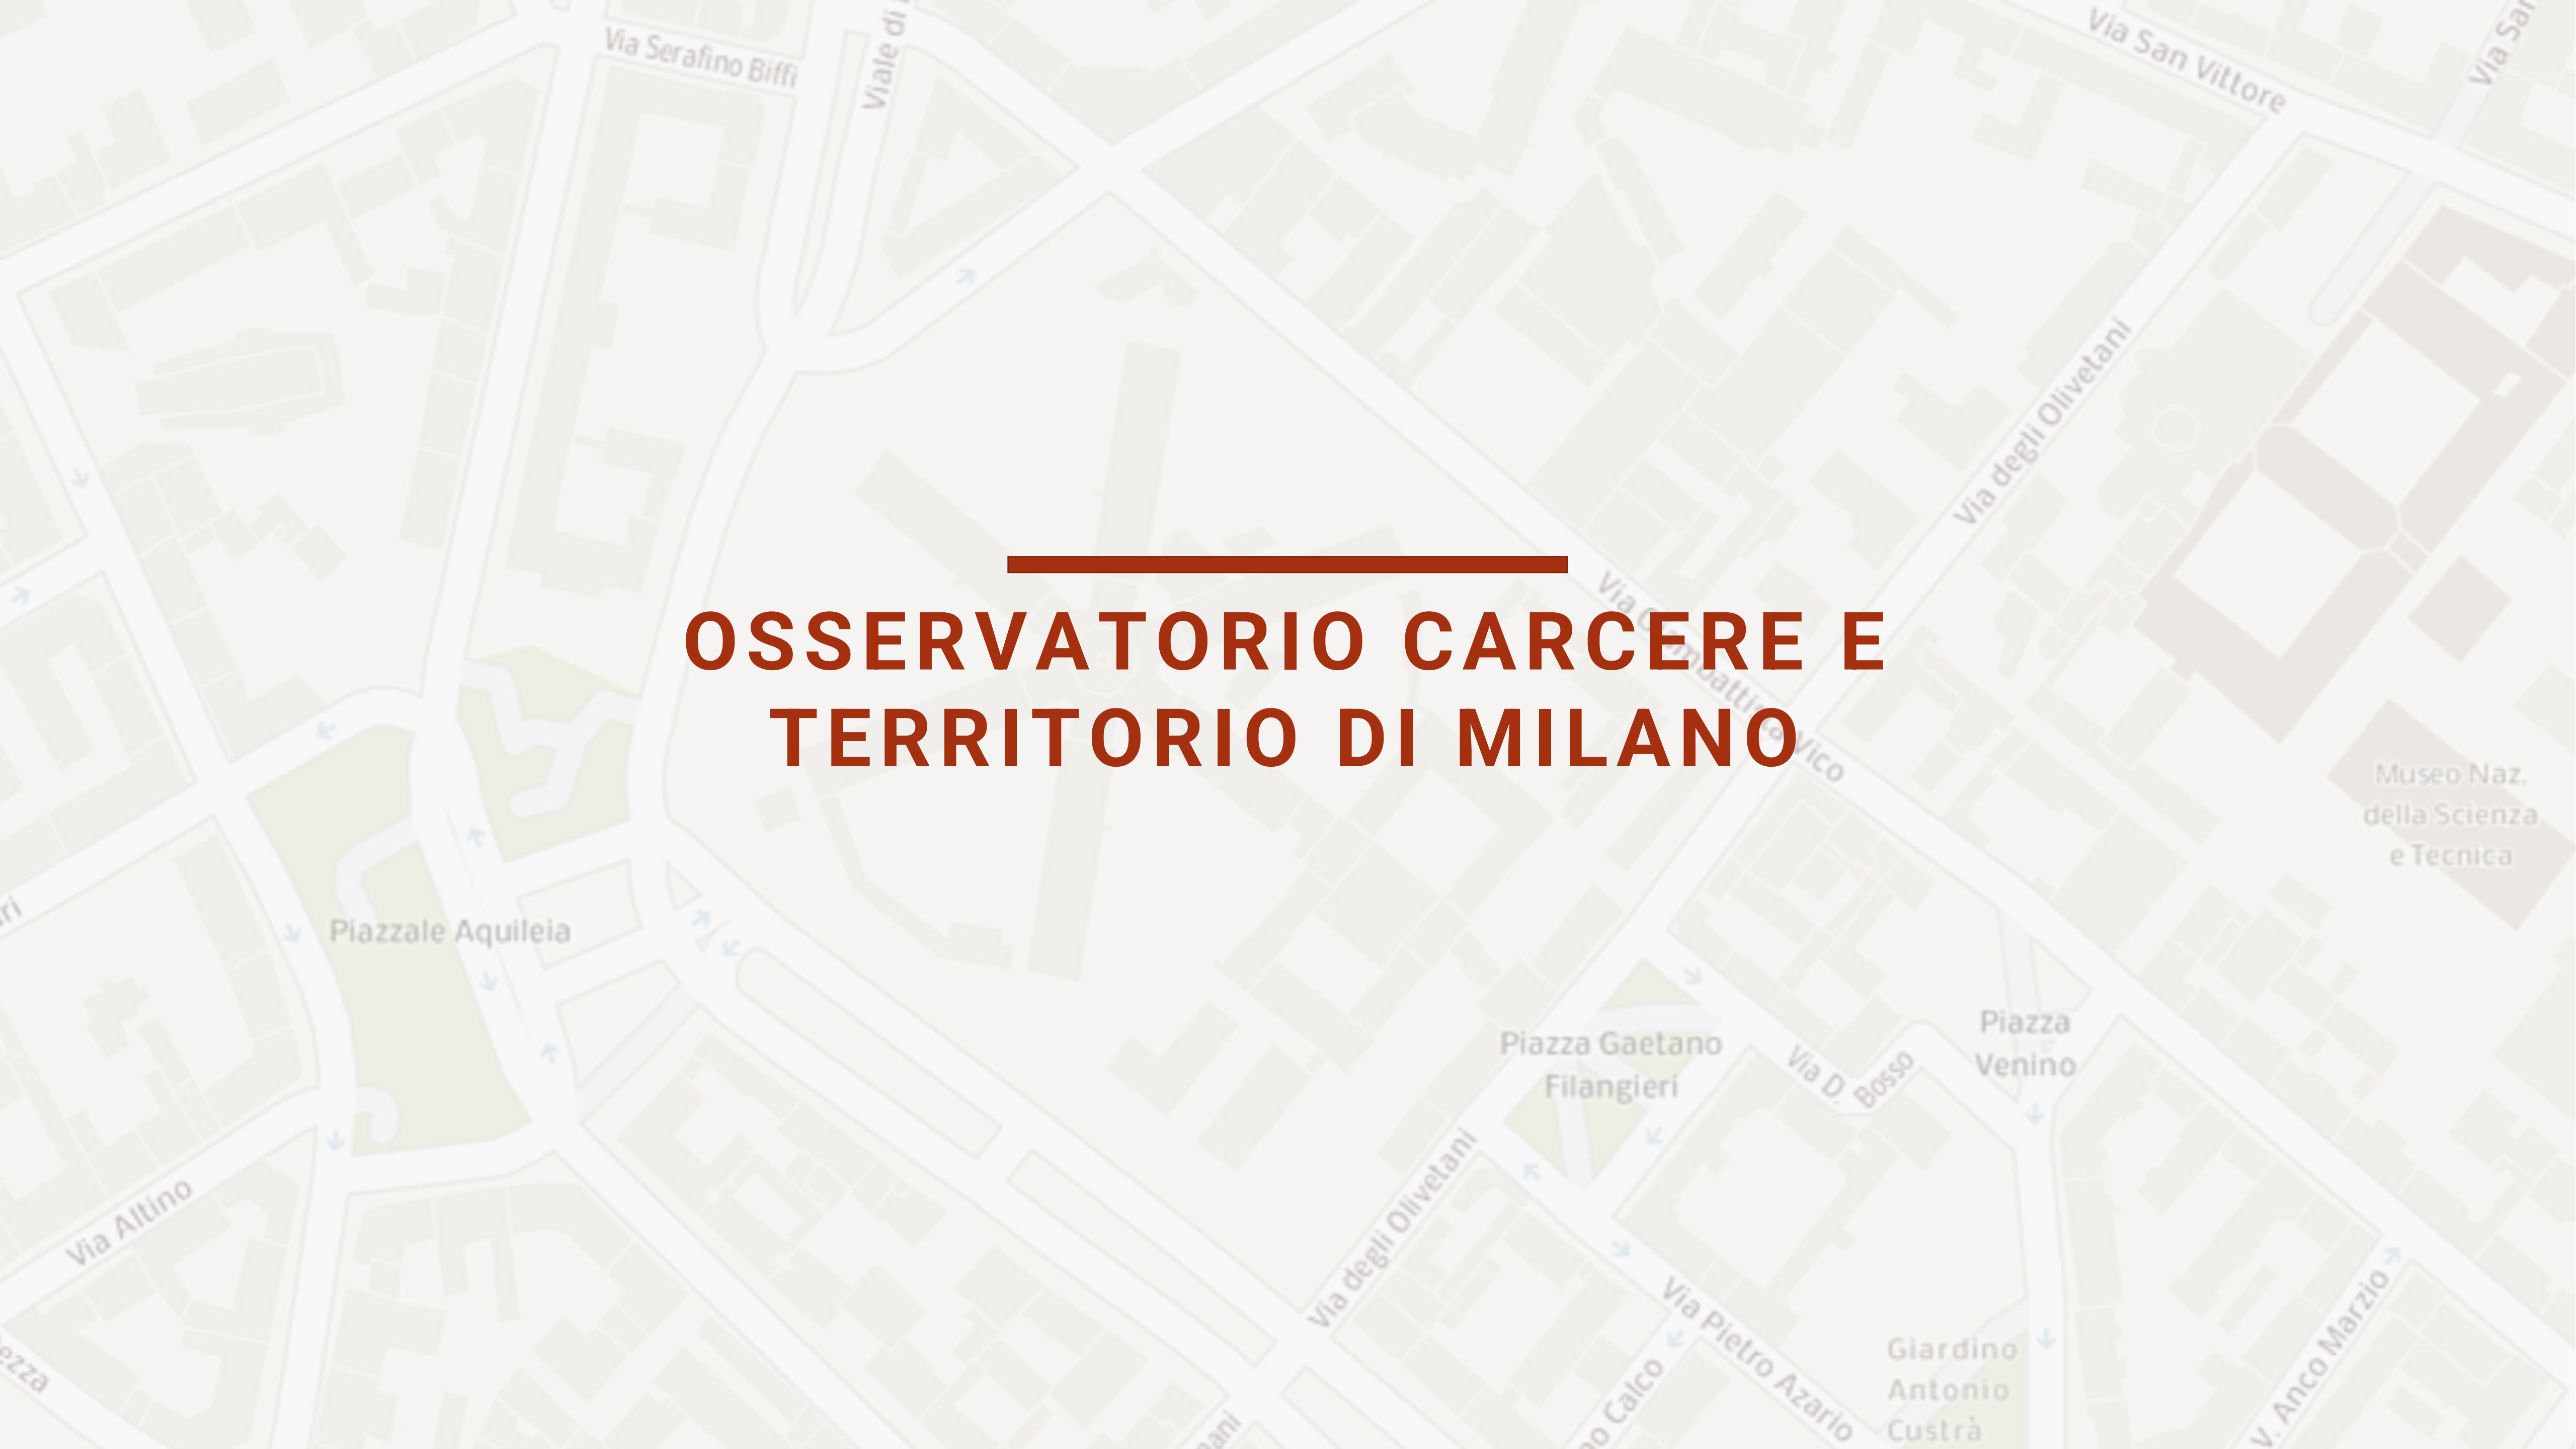 Via Serafino Biffi
Viale di
Via San Vittore
Via degli Olivetani
OSSERVATORIO CARCERE E
TERRITORIO DI MILANO
Vico
Museo Naz.
della Scienza
e Tecnica
Piazzale Aquileia
Piazza Gaetano
Filangieri
Piazza
Venino
Via D. Bosso
Via Altino
Via degli Olivetani
Via Pietro Azario
Calco
Giardino
Antonio
Custrà
V. Anco Marzio